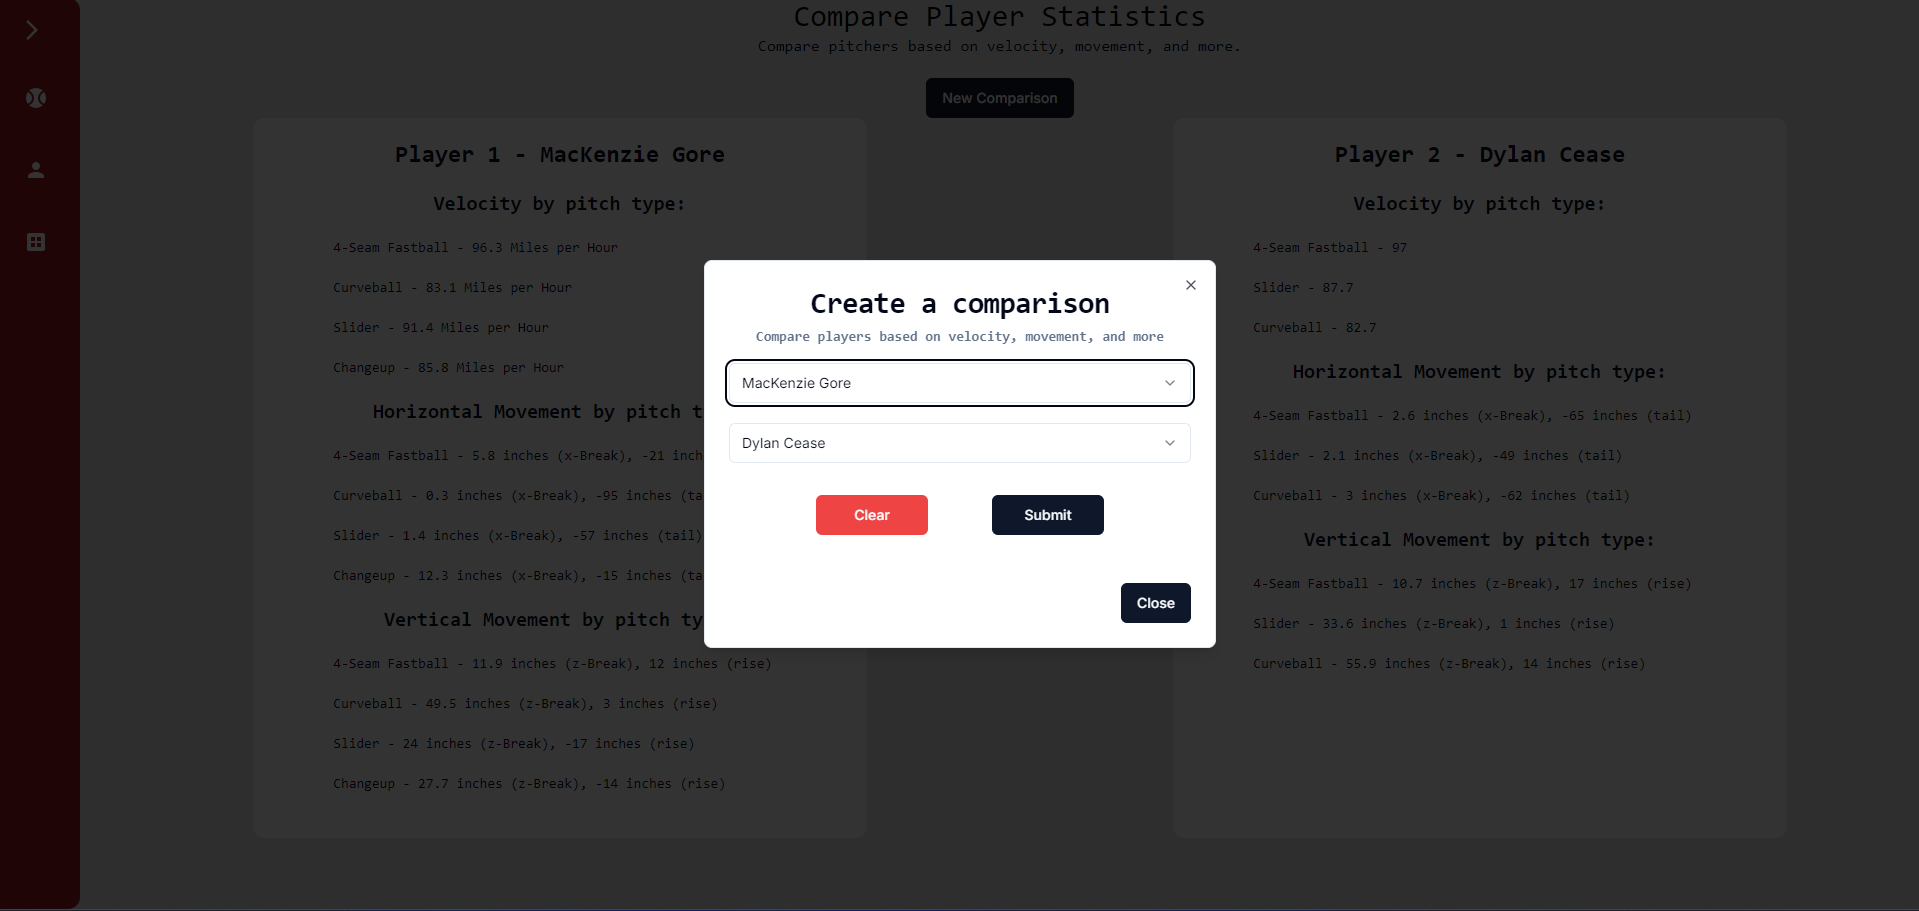 Compare Player Statistics
Compare pitchers based on velocity, movement, and more.
New Comparison
Player 1 - MacKenzie Gore
Velocity by pitch type:
4-Seam Fastball - 96.3 Miles per Hour
Curveball - 83.1 Miles per Hour
Slider - 91.4 Miles per Hour
Changeup - 85.8 Miles per Hour
Horizontal Movement by pitch t
4-Seam Fastball - 5.8 inches (x-Break), -21 inch
Curveball - 0.3 inches (x-Break), -95 inches (ta
Slider - 1.4 inches (x-Break), -57 inches (tail)
Changeup - 12.3 inches (x-Break), -15 inches (ta
Vertical Movement by pitch ty
4-Seam Fastball - 11.9 inches (z-Break), 12 inches (rise)
Curveball - 49.5 inches (z-Break), 3 inches (rise)
Slider - 24 inches (z-Break), -17 inches (rise)
Changeup - 27.7 inches (z-Break), -14 inches (rise)
Create a comparison
Compare players based on velocity, movement, and more
MacKenzie Gore
Dylan Cease
Clear
Submit
Close
Player 2 - Dylan Cease
Velocity by pitch type:
4-Seam Fastball - 97
Slider - 87.7
Curveball - 82.7
Horizontal Movement by pitch type:
4-Seam Fastball - 2.6 inches (x-Break), -65 inches (tail)
Slider - 2.1 inches (x-Break), -49 inches (tail)
Curveball - 3 inches (x-Break), -62 inches (tail)
Vertical Movement by pitch type:
4-Seam Fastball - 10.7 inches (z-Break), 17 inches (rise)
Slider - 33.6 inches (z-Break), 1 inches (rise)
Curveball - 55.9 inches (z-Break), 14 inches (rise)